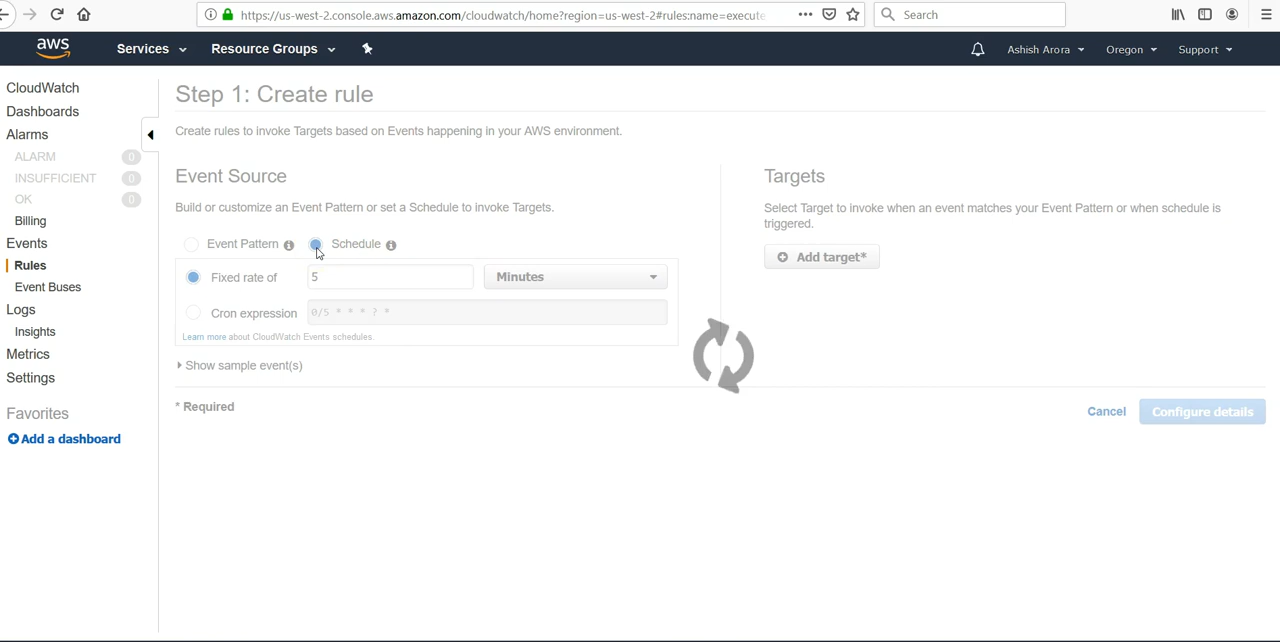 https://us-west-2.console.aws.amazon.com/cloudwatch/home?region=us-west-2#rules:name=execute
Search
aws
Services
Resource Groups
Ashish Arora
Oregon
Support
CloudWatch
Dashboards
Alarms
ALARM 0
INSUFFICIENT 0
OK 0
Billing
Events
Rules
Event Buses
Logs
Insights
Metrics
Settings
Favorites
Add a dashboard
Step 1: Create rule
Create rules to invoke Targets based on Events happening in your AWS environment.
Event Source
Build or customize an Event Pattern or set a Schedule to invoke Targets.
Event Pattern
Schedule
Fixed rate of 5 Minutes
Cron expression 0/5 * * * ? *
Learn more about CloudWatch Events schedules.
Show sample event(s)
* Required
Targets
Select Target to invoke when an event matches your Event Pattern or when schedule is
triggered.
Add target*
Cancel
Configure details